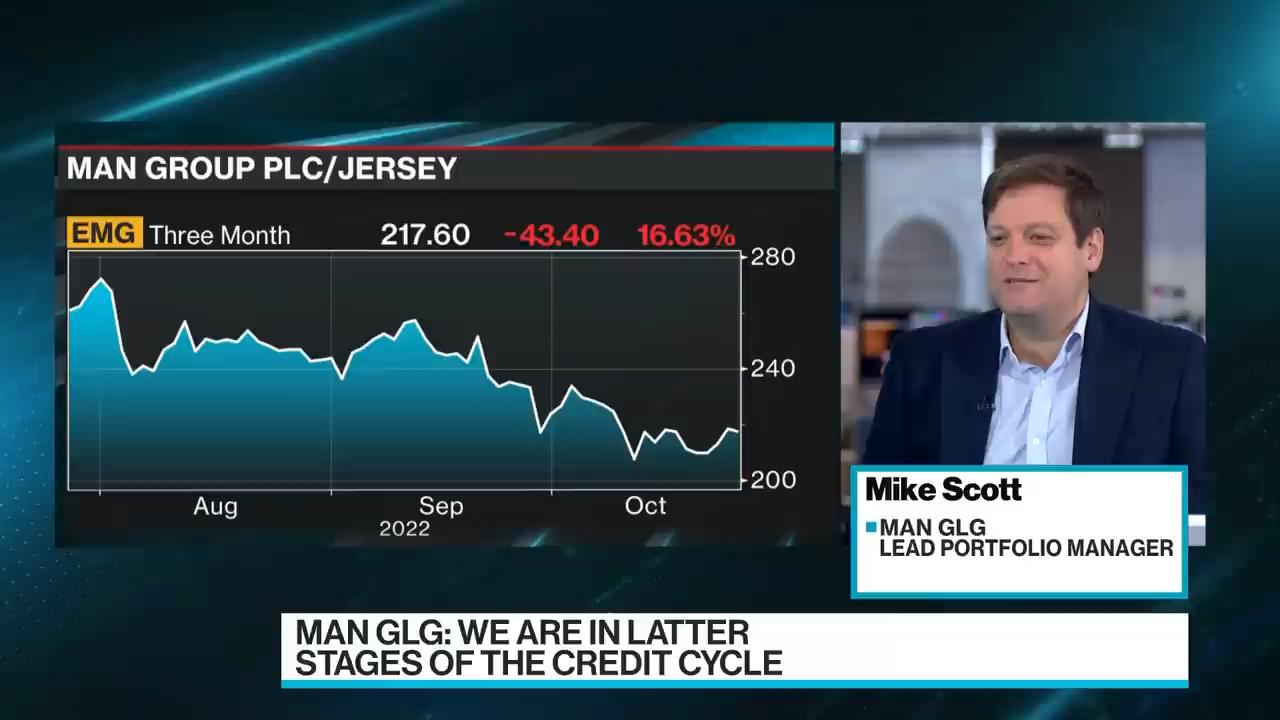 MAN GROUP PLC/JERSEY
EMG Three Month 217.60 -43.40 16.63%
280
240
200
Aug Sep Oct
2022
Mike Scott
MAN GLG
LEAD PORTFOLIO MANAGER
MAN GLG: WE ARE IN LATTER
STAGES OF THE CREDIT CYCLE